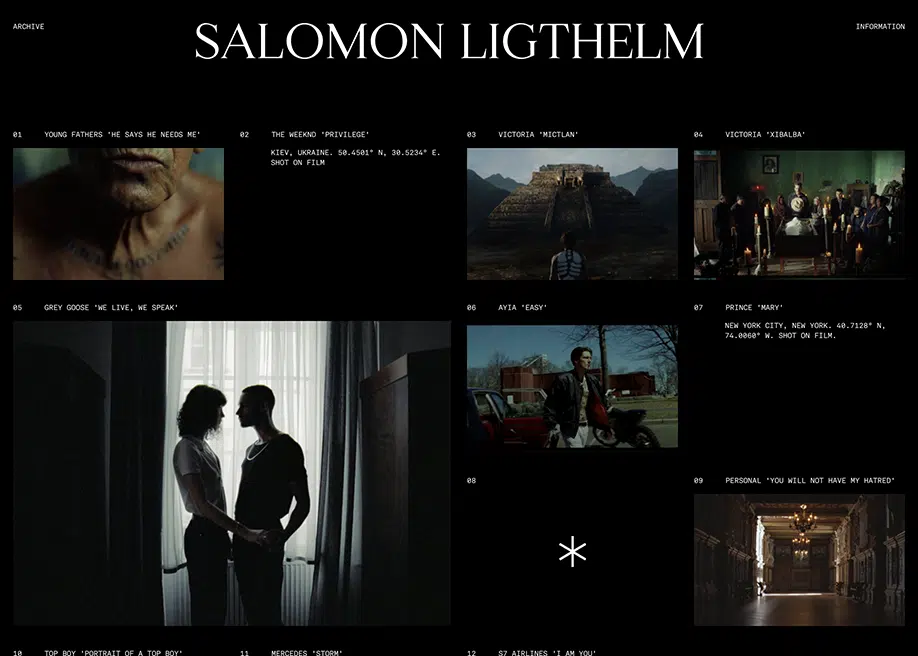 ARCHIVE
SALOMON LIGTHELM
INFORMATION
01 YOUNG FATHERS 'HE SAYS HE NEEDS ME'
02 THE WEEKND 'PRIVILEGE'
KIEV, UKRAINE. 50.4501° N, 30.5234° E.
SHOT ON FILM
03 VICTORIA 'MICTLAN'
04 VICTORIA 'XIBALBA'
05 GREY GOOSE 'WE LIVE, WE SPEAK'
06 AYIA 'EASY'
07 PRINCE 'MARY'
NEW YORK CITY, NEW YORK. 40.7128° N,
74.0060° W. SHOT ON FILM.
08
09 PERSONAL 'YOU WILL NOT HAVE MY HATRED'
10 TOP BOY 'PORTRAIT OF A TOP BOY'
11 MERCEDES 'STORM'
12 S7 AIRLINES 'I AM YOU'